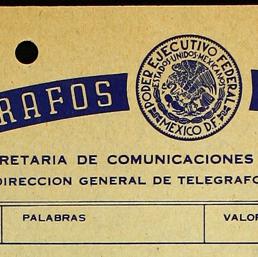 RAFOS
PODER EJECUTIVO FEDERAL
ESTADOS UNIDOS MEXICANOS
MEXICO D.F.
RETARIA DE COMUNICACIONES
DIRECCION GENERAL DE TELEGRAFO
PALABRAS
VALOR